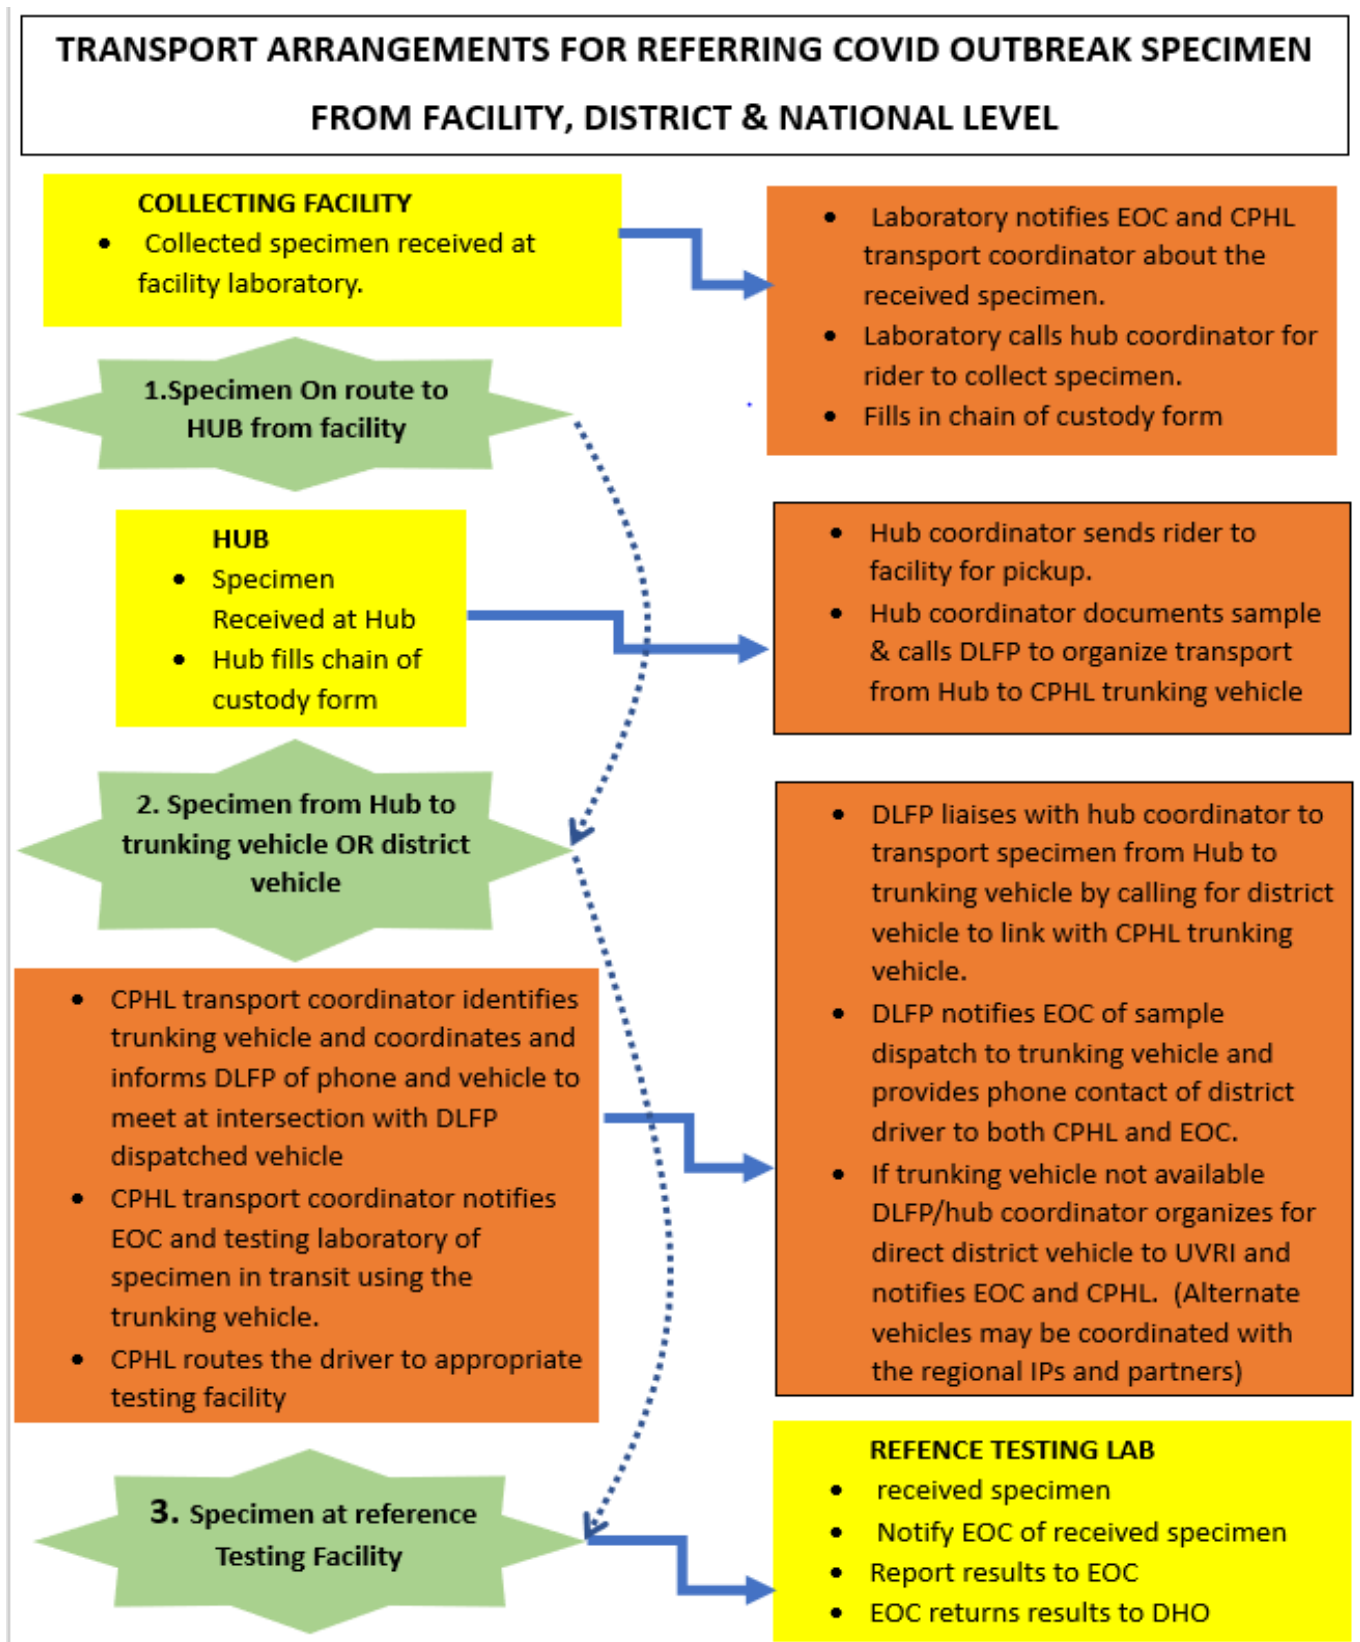 TRANSPORT ARRANGEMENTS FOR REFERRING COVID OUTBREAK SPECIMEN
FROM FACILITY, DISTRICT & NATIONAL LEVEL
COLLECTING FACILITY
• Collected specimen received at
facility laboratory.
• Laboratory notifies EOC and CPHL
transport coordinator about the
received specimen.
• Laboratory calls hub coordinator for
rider to collect specimen.
• Fills in chain of custody form
1.Specimen On route to
HUB from facility
HUB
• Specimen
Received at Hub
• Hub fills chain of
custody form
• Hub coordinator sends rider to
facility for pickup.
• Hub coordinator documents sample
& calls DLFP to organize transport
from Hub to CPHL trunking vehicle
2. Specimen from Hub to
trunking vehicle OR district
vehicle
• CPHL transport coordinator identifies
trunking vehicle and coordinates and
informs DLFP of phone and vehicle to
meet at intersection with DLFP
dispatched vehicle
• CPHL transport coordinator notifies
EOC and testing laboratory of
specimen in transit using the
trunking vehicle.
• CPHL routes the driver to appropriate
testing facility
• DLFP liaises with hub coordinator to
transport specimen from Hub to
trunking vehicle by calling for district
vehicle to link with CPHL trunking
vehicle.
• DLFP notifies EOC of sample
dispatch to trunking vehicle and
provides phone contact of district
driver to both CPHL and EOC.
• If trunking vehicle not available
DLFP/hub coordinator organizes for
direct district vehicle to UVRI and
notifies EOC and CPHL. (Alternate
vehicles may be coordinated with
the regional IPs and partners)
3. Specimen at reference
Testing Facility
REFENCE TESTING LAB
• received specimen
• Notify EOC of received specimen
• Report results to EOC
• EOC returns results to DHO